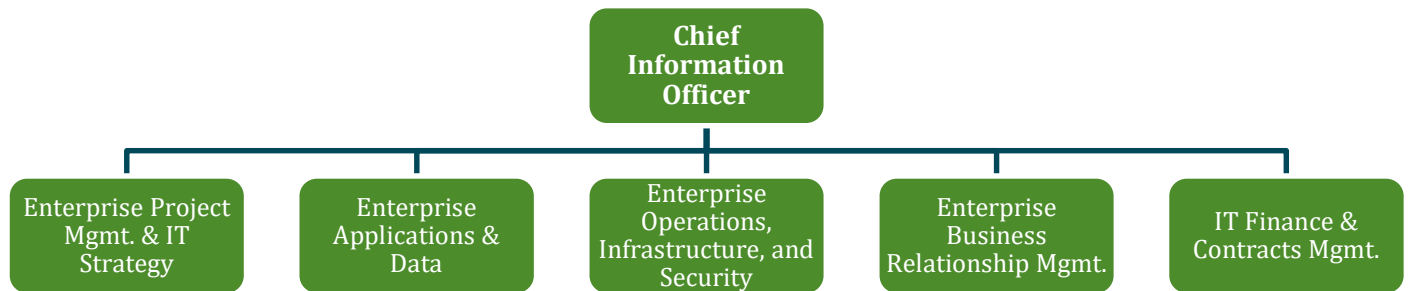 Chief
Information
Officer
Enterprise Project
Mgmt. & IT
Strategy
Enterprise
Applications &
Data
Enterprise
Operations,
Infrastructure, and
Security
Enterprise
Business
Relationship Mgmt.
IT Finance &
Contracts Mgmt.